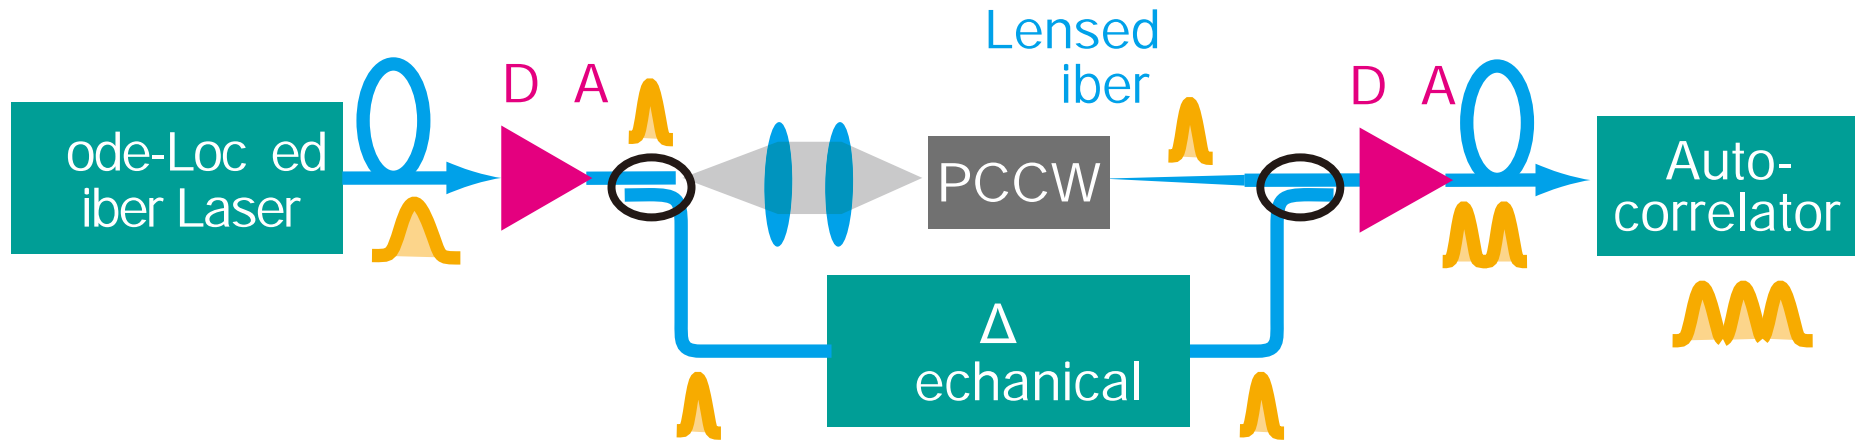 ode-Loc ed
iber Laser
D A
Lensed
iber
PCCW
Δ
echanical
D A
Auto-
correlator